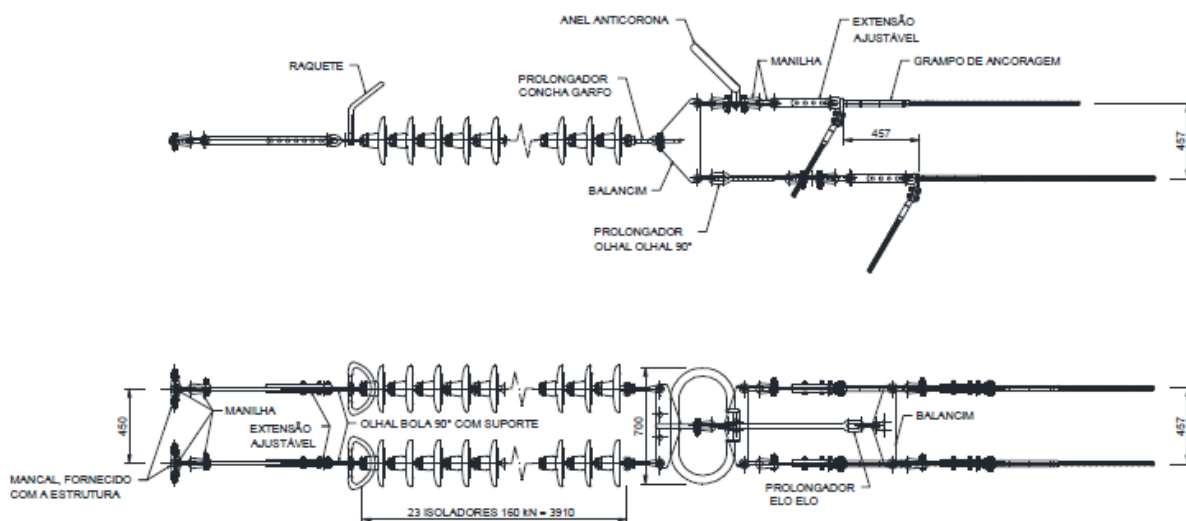 ANEL ANTICORONA
EXTENSÃO
AJUSTÁVEL
RAQUETE
MANILHA
GRAMPO DE ANCORAGEM
PROLONGADOR
CONCHA GARFO
457
457
BALANCIM
PROLONGADOR
OLHAL OLHAL 90°
MANILHA
OLHAL BOLA 90° COM SUPORTE
BALANCIM
450
EXTENSÃO
AJUSTÁVEL
700
457
MANCAL, FORNECIDO
COM A ESTRUTURA
PROLONGADOR
ELO ELO
23 ISOLADORES 160 kN = 3910